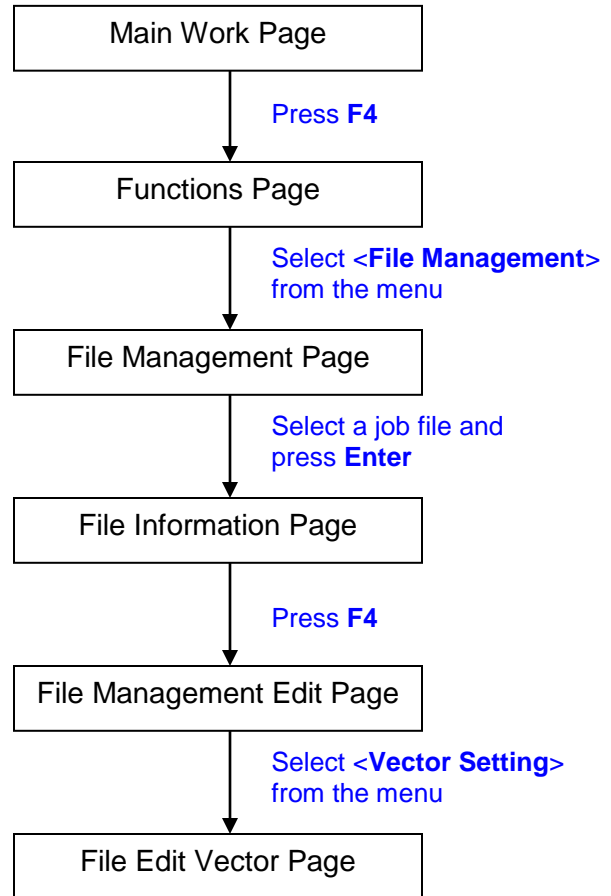 Main Work Page
Press F4
Functions Page
Select <File Management>
from the menu
File Management Page
Select a job file and
press Enter
File Information Page
Press F4
File Management Edit Page
Select <Vector Setting>
from the menu
File Edit Vector Page